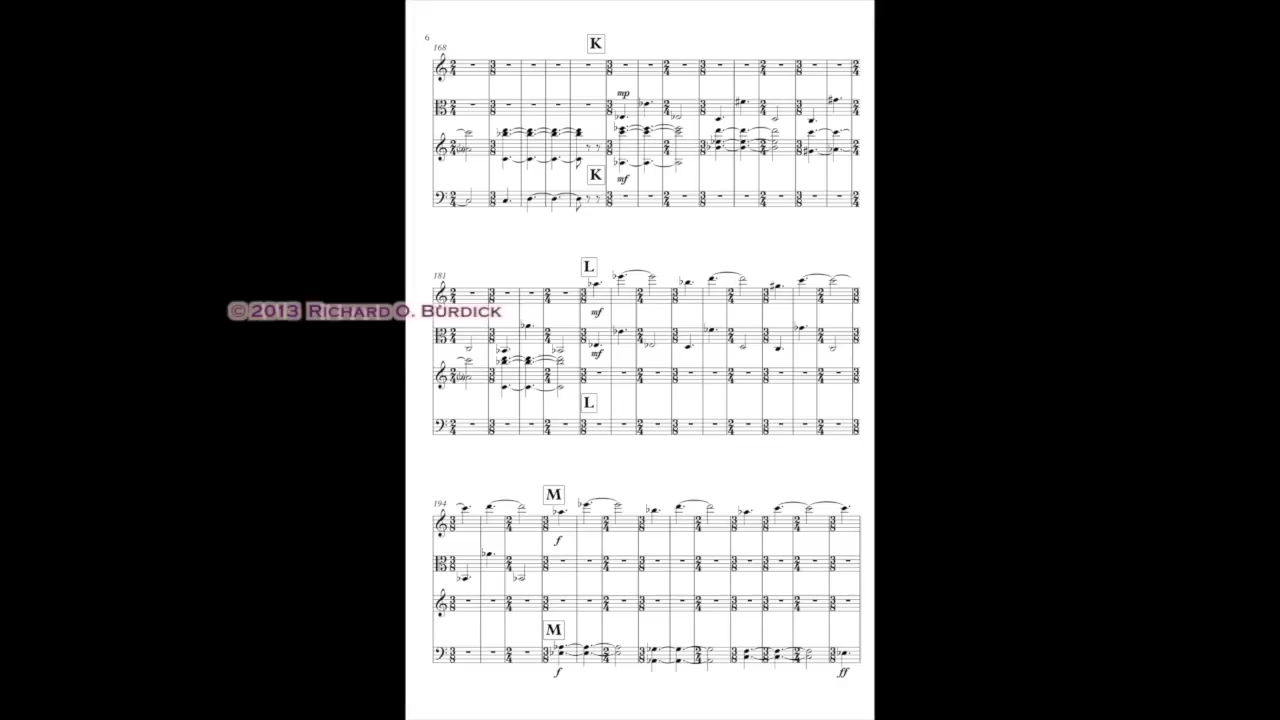 6
168
K
mp
mf
K
181
L
mf
mf
L
©2013 Richard O. Burdick
194
M
f
M
f
ff